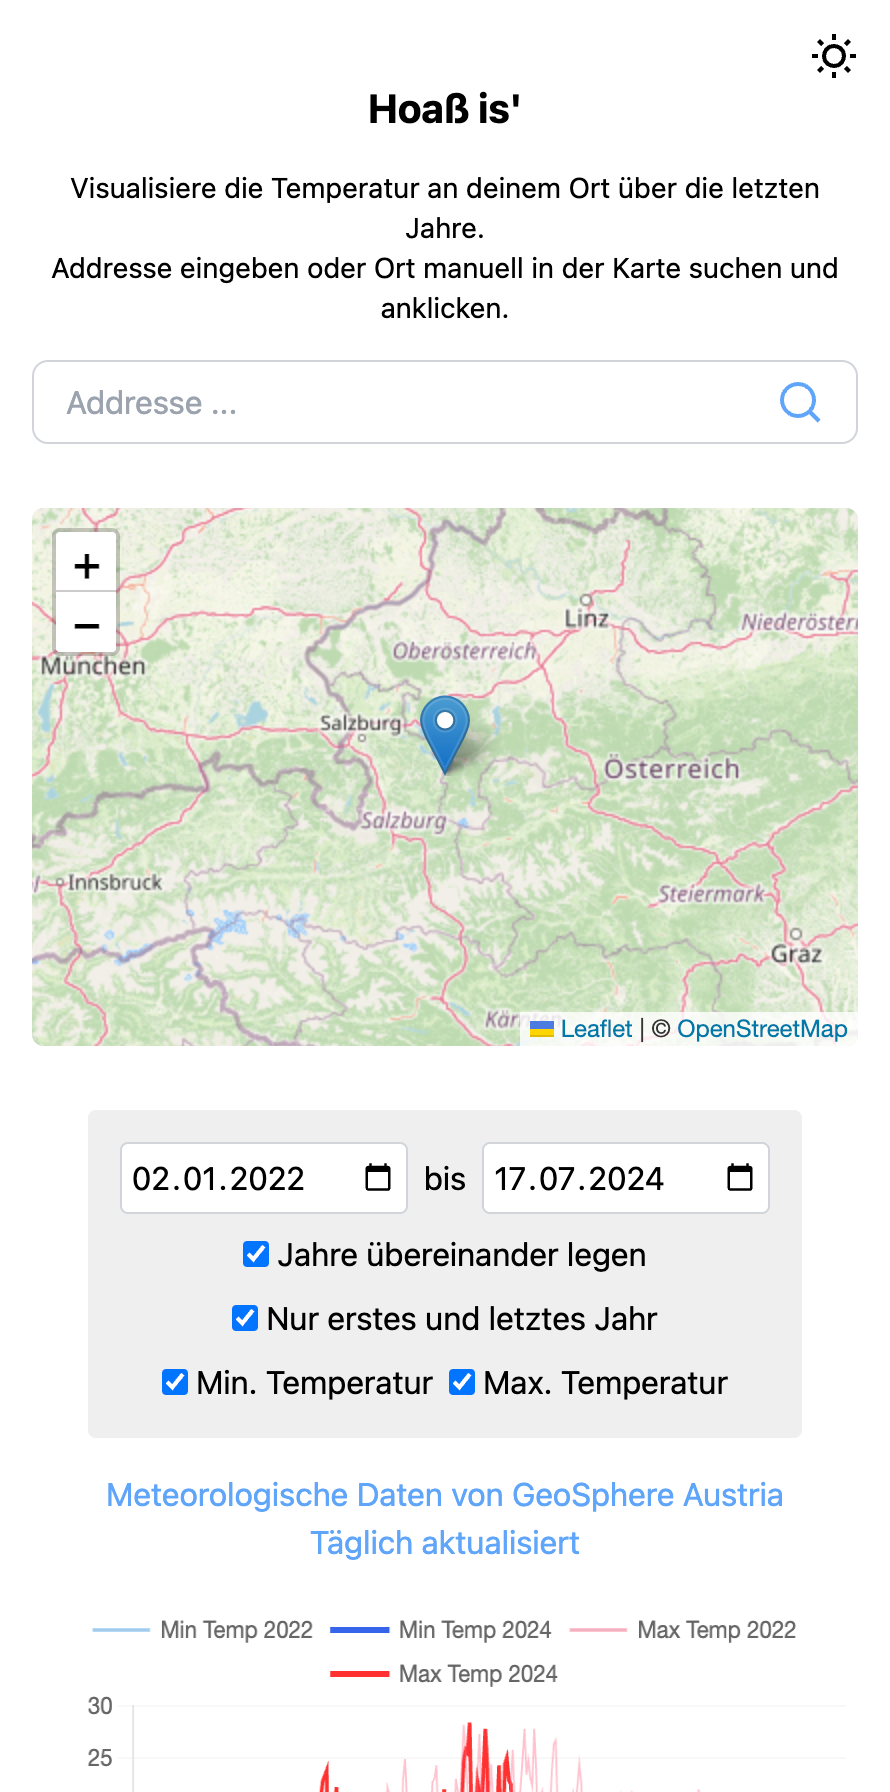 Hoaß is'
Visualisiere die Temperatur an deinem Ort über die letzten
Jahre.
Addresse eingeben oder Ort manuell in der Karte suchen und
anklicken.
Addresse ...
+
−
München
Linz
Niederösterr
Oberösterreich
Salzburg
Österreich
Salzburg
Innsbruck
Steiermark
Graz
Leaflet | © OpenStreetMap
02.01.2022 bis 17.07.2024
Jahre übereinander legen
Nur erstes und letztes Jahr
Min. Temperatur Max. Temperatur
Meteorologische Daten von GeoSphere Austria
Täglich aktualisiert
Min Temp 2022 Min Temp 2024 Max Temp 2022
Max Temp 2024
30
25